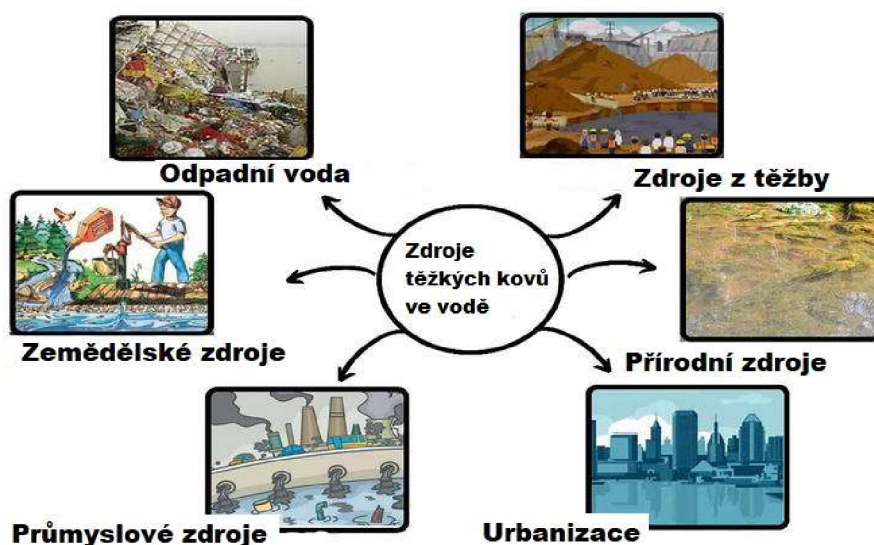 Odpadní voda
Zdroje z těžby
Zdroje
těžkých kovů
ve vodě
Zemědělské zdroje
Přírodní zdroje
Průmyslové zdroje
Urbanizace